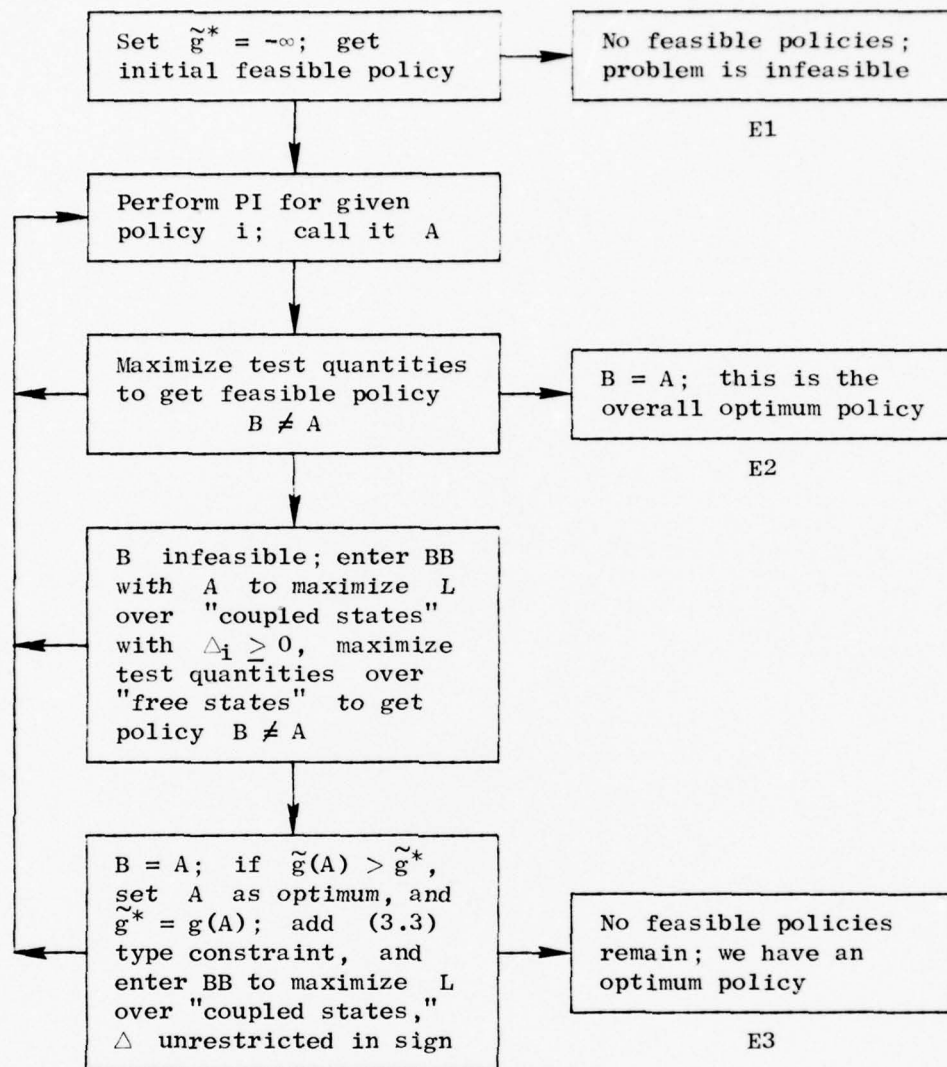 Set g̃* = -∞; get
initial feasible policy
No feasible policies;
problem is infeasible
E1
Perform PI for given
policy i; call it A
Maximize test quantities
to get feasible policy
B ≠ A
B = A; this is the
overall optimum policy
E2
B infeasible; enter BB
with A to maximize L
over "coupled states"
with △i ≥ 0, maximize
test quantities over
"free states" to get
policy B ≠ A
B = A; if g̃(A) > g̃*,
set A as optimum, and
g̃* = g(A); add (3.3)
type constraint, and
enter BB to maximize L
over "coupled states,"
△ unrestricted in sign
No feasible policies
remain; we have an
optimum policy
E3